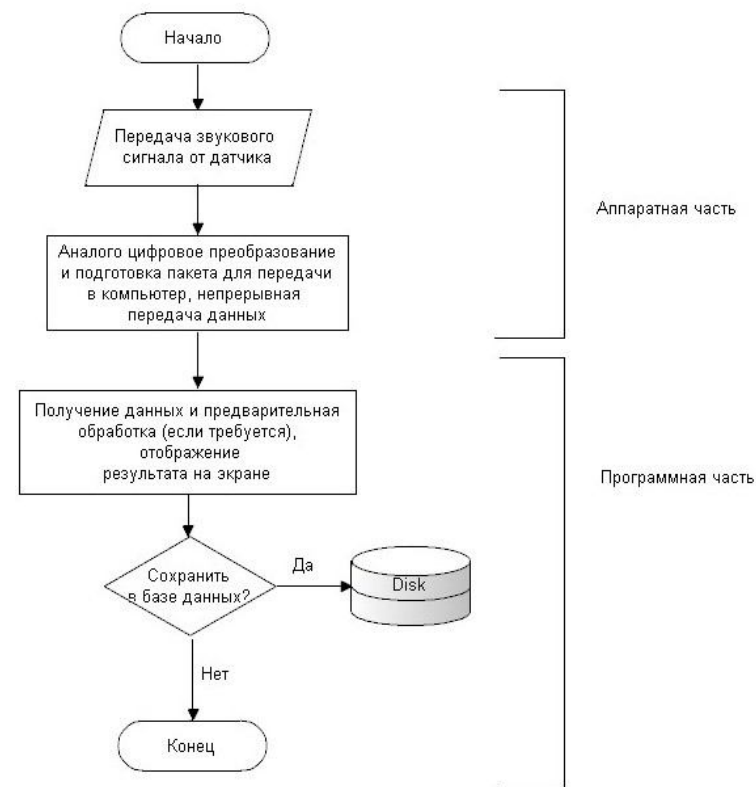 Начало
Передача звукового
сигнала от датчика
Аппаратная часть
Аналого цифровое преобразование
и подготовка пакета для передачи
в компьютер, непрерывная
передача данных
Получение данных и предварительная
обработка (если требуется),
отображение
результата на экране
Программная часть
Сохранить
в базе данных?
Да
Disk
Нет
Конец